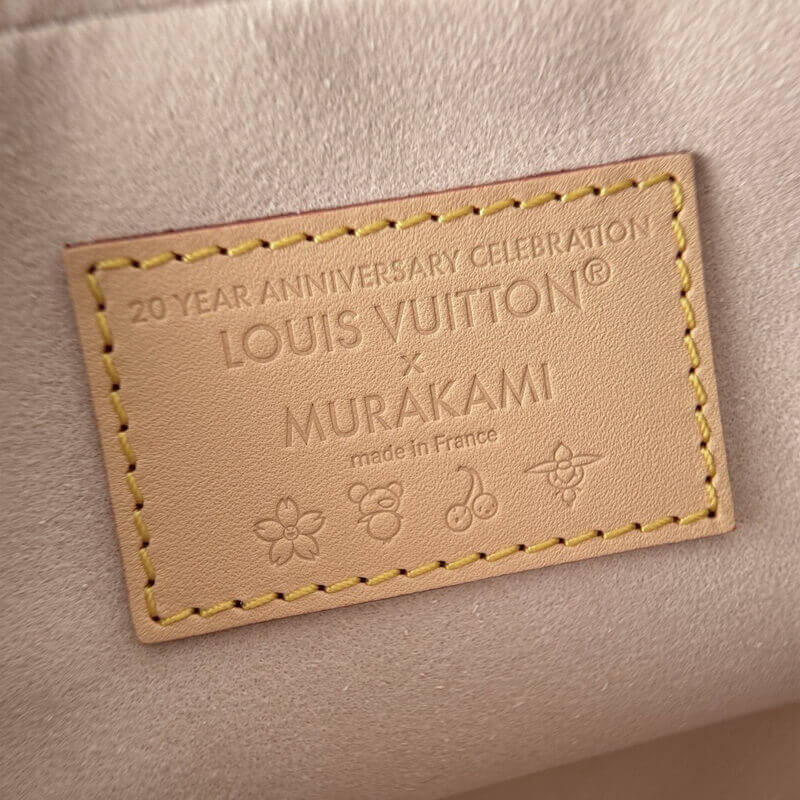 20 YEAR ANNIVERSARY CELEBRATION
LOUIS VUITTON®
x
MURAKAMI
made in France